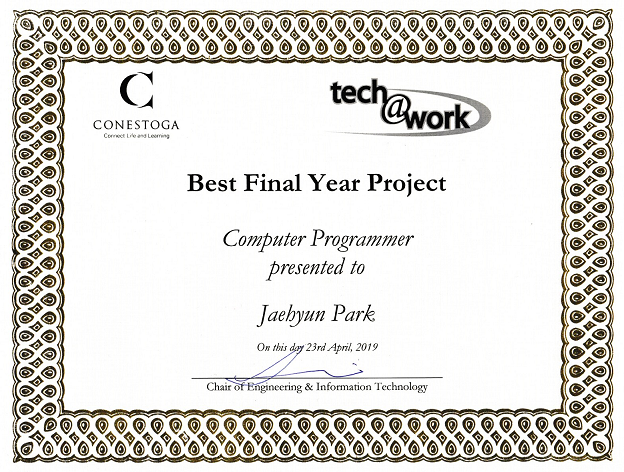 C
CONESTOGA
Connect Life and Learning
tech
@work
Best Final Year Project
Computer Programmer
presented to
Jaehyun Park
On this day 23rd April, 2019
Chair of Engineering & Information Technology